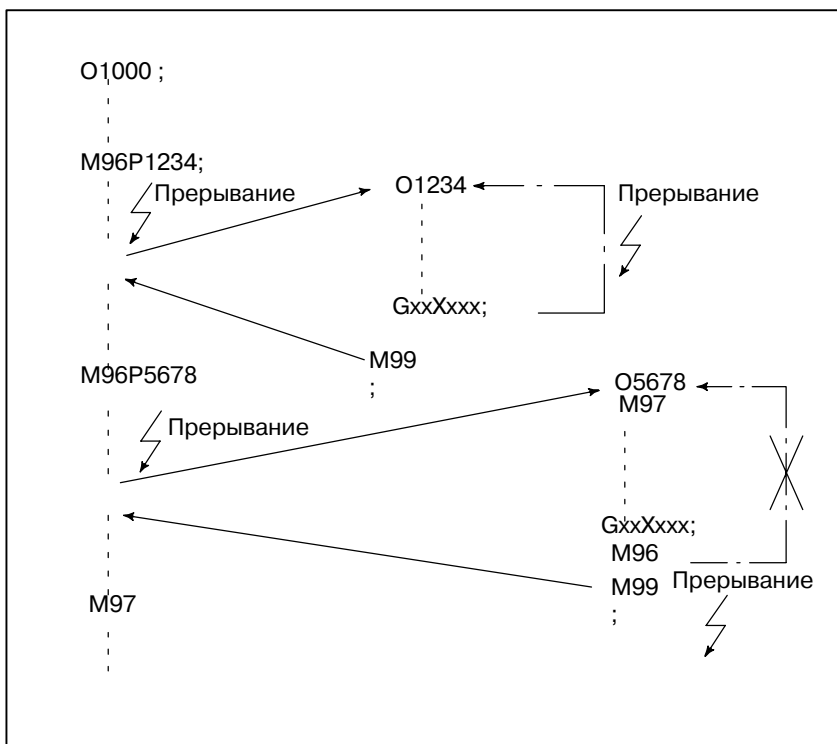 O1000 ;
M96P1234;
Прерывание
O1234
Прерывание
GxxXxxx;
M99
;
M96P5678
Прерывание
O5678
M97
GxxXxxx;
M96
M99
;
Прерывание
M97